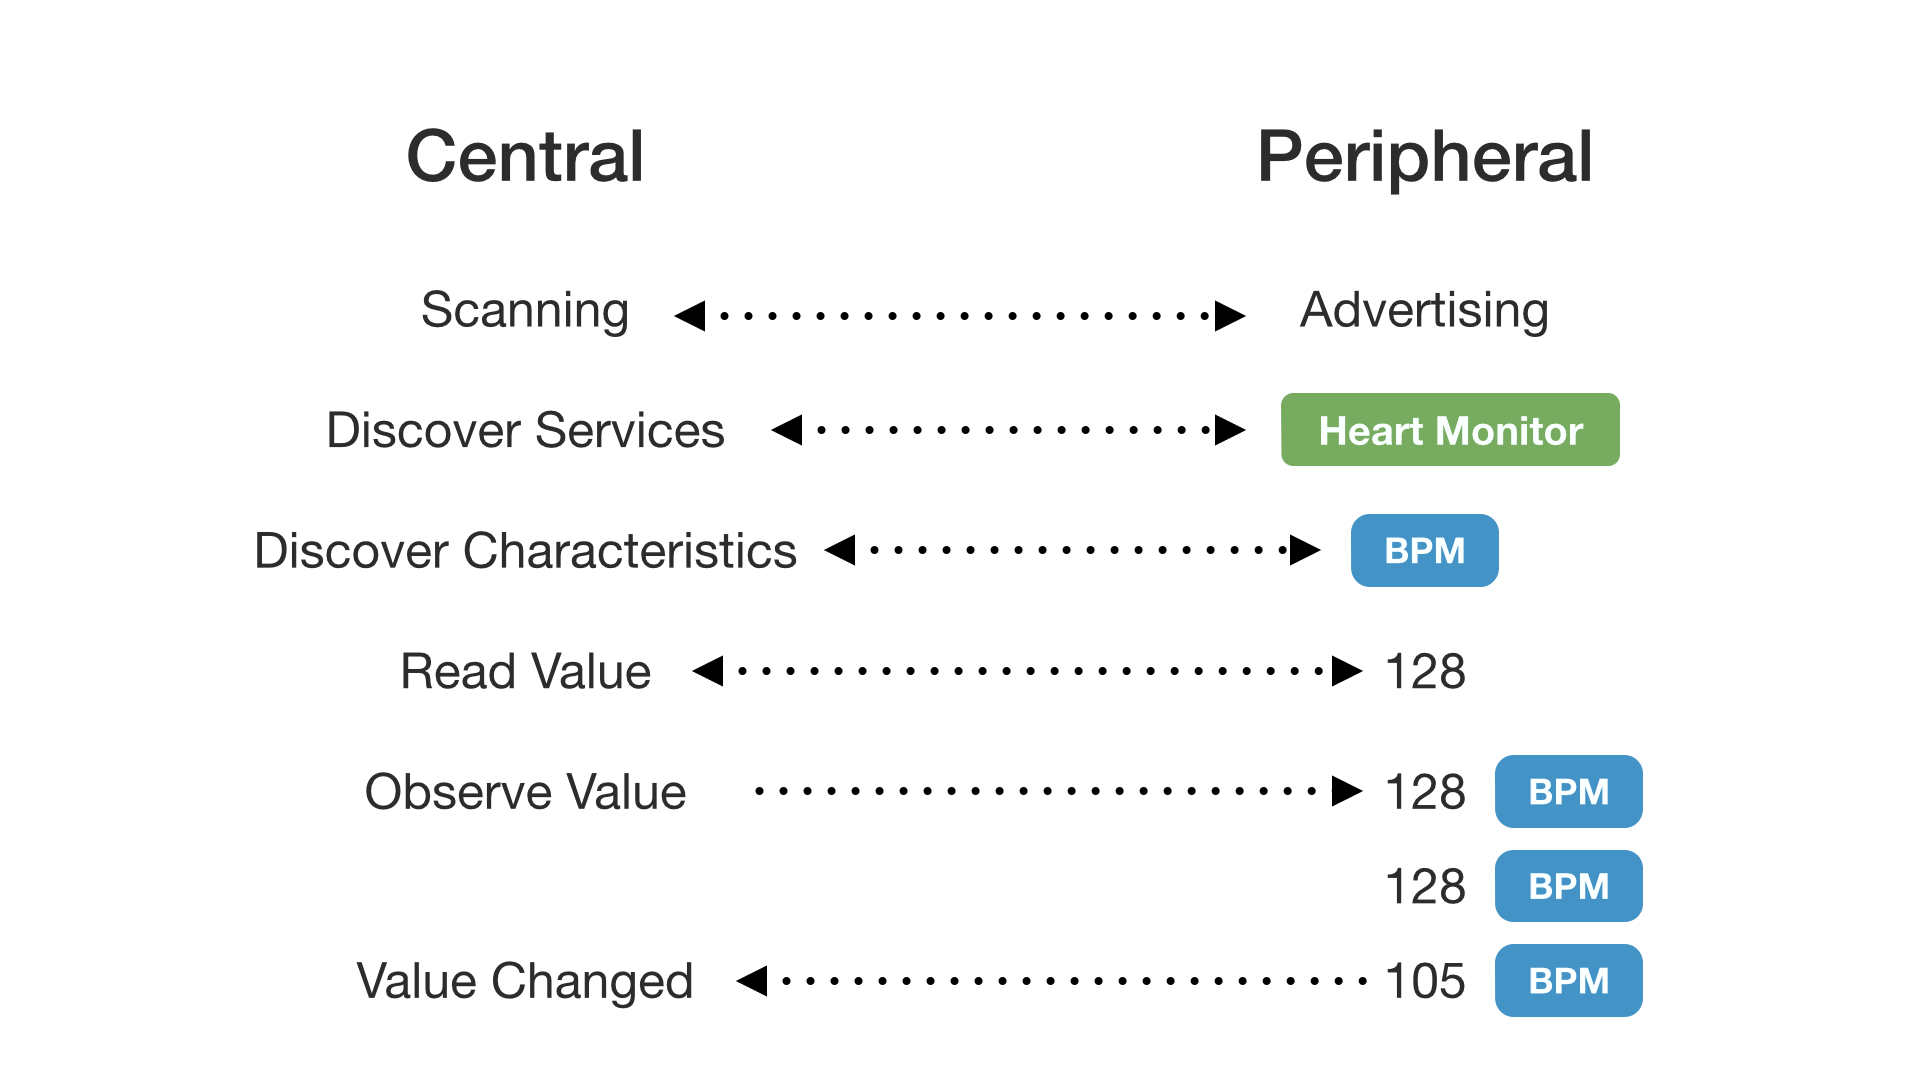 Central Peripheral
Scanning Advertising
Discover Services Heart Monitor
Discover Characteristics BPM
Read Value 128
Observe Value 128 BPM
128 BPM
Value Changed 105 BPM